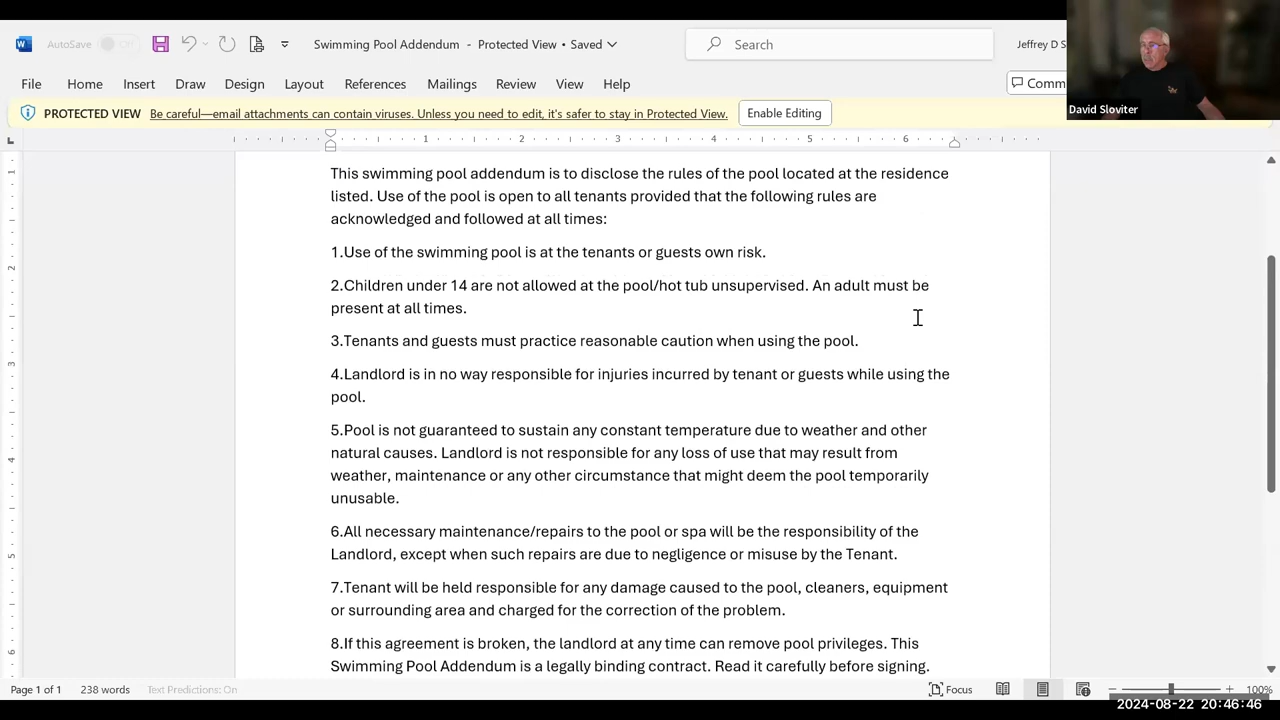 AutoSave Off Swimming Pool Addendum - Protected View • Saved Search Jeffrey D S
File Home Insert Draw Design Layout References Mailings Review View Help Comm
David Sloviter
PROTECTED VIEW Be careful—email attachments can contain viruses. Unless you need to edit, it's safer to stay in Protected View. Enable Editing
1 2 3 4 5 6
This swimming pool addendum is to disclose the rules of the pool located at the residence
listed. Use of the pool is open to all tenants provided that the following rules are
acknowledged and followed at all times:
1.Use of the swimming pool is at the tenants or guests own risk.
2.Children under 14 are not allowed at the pool/hot tub unsupervised. An adult must be
present at all times.
3.Tenants and guests must practice reasonable caution when using the pool.
4.Landlord is in no way responsible for injuries incurred by tenant or guests while using the
pool.
5.Pool is not guaranteed to sustain any constant temperature due to weather and other
natural causes. Landlord is not responsible for any loss of use that may result from
weather, maintenance or any other circumstance that might deem the pool temporarily
unusable.
6.All necessary maintenance/repairs to the pool or spa will be the responsibility of the
Landlord, except when such repairs are due to negligence or misuse by the Tenant.
7.Tenant will be held responsible for any damage caused to the pool, cleaners, equipment
or surrounding area and charged for the correction of the problem.
8.If this agreement is broken, the landlord at any time can remove pool privileges. This
Swimming Pool Addendum is a legally binding contract. Read it carefully before signing.
1
2
3
4
5
6
Page 1 of 1 238 words Text Predictions: On Focus 100%
2024-08-22 20:46:46